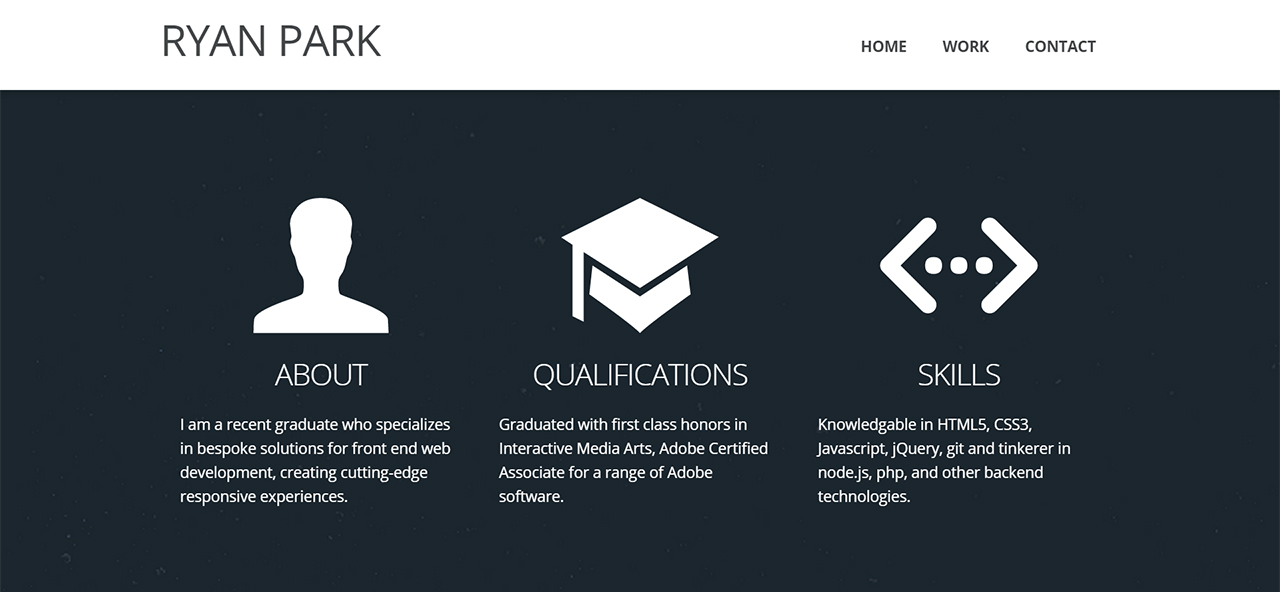 RYAN PARK
HOME WORK CONTACT
ABOUT
I am a recent graduate who specializes
in bespoke solutions for front end web
development, creating cutting-edge
responsive experiences.
QUALIFICATIONS
Graduated with first class honors in
Interactive Media Arts, Adobe Certified
Associate for a range of Adobe
software.
SKILLS
Knowledgable in HTML5, CSS3,
Javascript, jQuery, git and tinkerer in
node.js, php, and other backend
technologies.